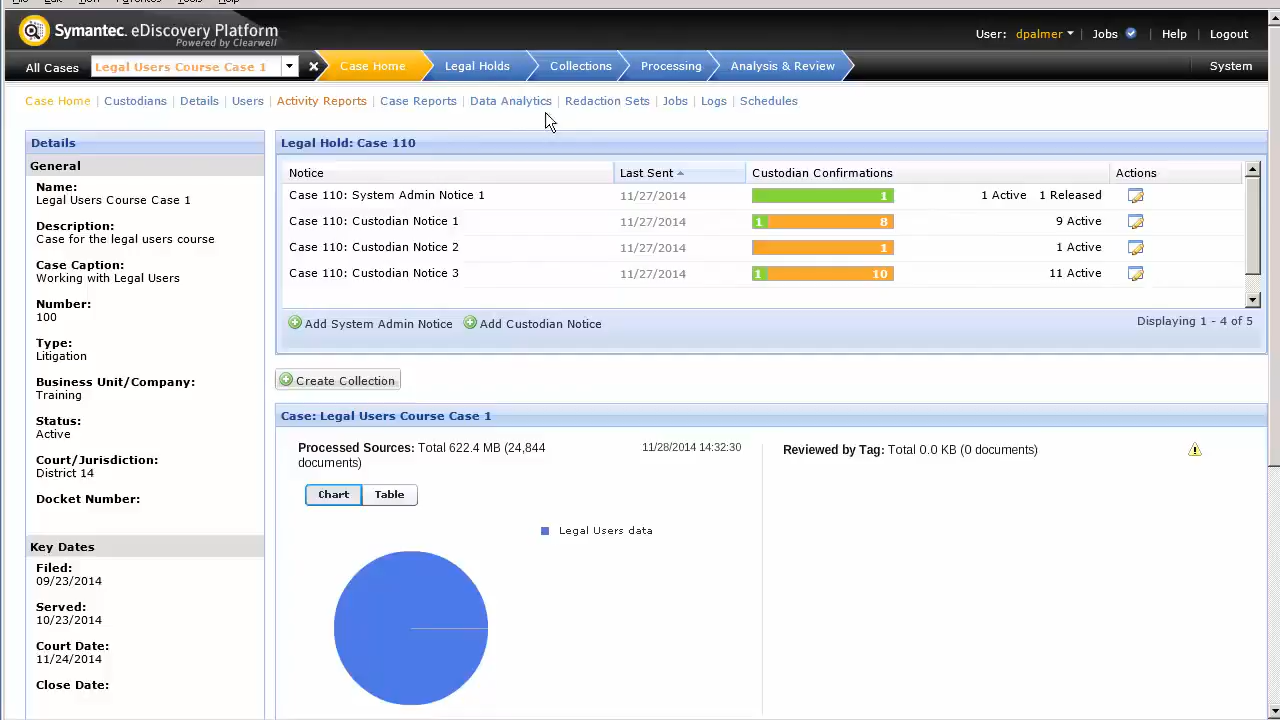 Symantec. eDiscovery Platform
Powered by Clearwell
User: dpalmer Jobs Help Logout
All Cases Legal Users Course Case 1 Case Home Legal Holds Collections Processing Analysis & Review System
Case Home | Custodians | Details | Users | Activity Reports | Case Reports | Data Analytics | Redaction Sets | Jobs | Logs | Schedules
Details
General
Name:
Legal Users Course Case 1
Description:
Case for the legal users course
Case Caption:
Working with Legal Users
Number:
100
Type:
Litigation
Business Unit/Company:
Training
Status:
Active
Court/Jurisdiction:
District 14
Docket Number:
Key Dates
Filed:
09/23/2014
Served:
10/23/2014
Court Date:
11/24/2014
Close Date:
Legal Hold: Case 110
Notice Last Sent Custodian Confirmations Actions
Case 110: System Admin Notice 1 11/27/2014 1 1 Active 1 Released
Case 110: Custodian Notice 1 11/27/2014 1 8 9 Active
Case 110: Custodian Notice 2 11/27/2014 1 1 Active
Case 110: Custodian Notice 3 11/27/2014 1 10 11 Active
Add System Admin Notice Add Custodian Notice Displaying 1 - 4 of 5
Create Collection
Case: Legal Users Course Case 1
Processed Sources: Total 622.4 MB (24,844
documents)
11/28/2014 14:32:30
Chart Table
Legal Users data
Reviewed by Tag: Total 0.0 KB (0 documents)